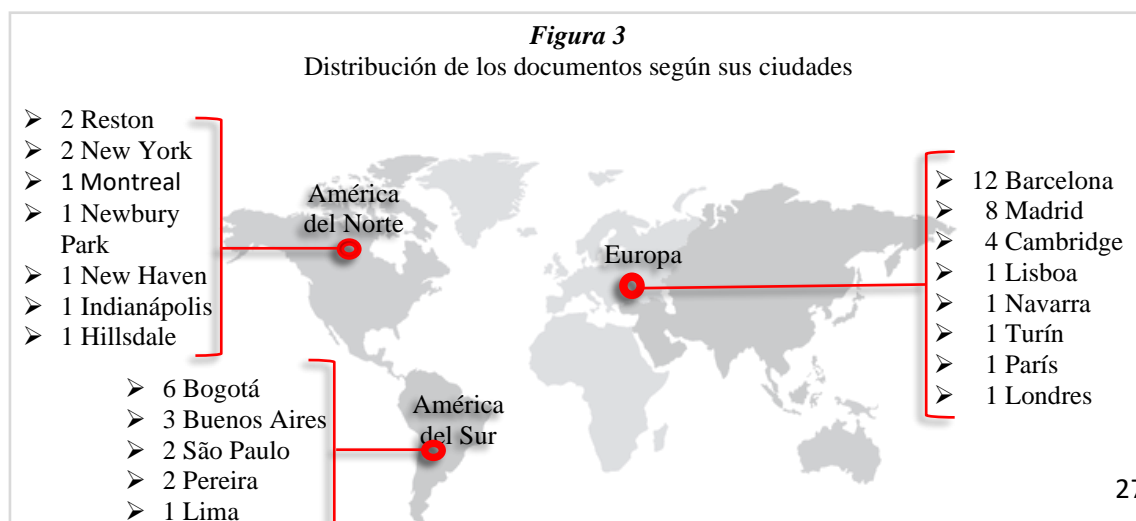 Figura 3
Distribución de los documentos según sus ciudades
➢ 2 Reston
➢ 2 New York
➢ 1 Montreal
➢ 1 Newbury
Park
➢ 1 New Haven
➢ 1 Indianápolis
➢ 1 Hillsdale
América
del Norte
Europa
➢ 12 Barcelona
➢ 8 Madrid
➢ 4 Cambridge
➢ 1 Lisboa
➢ 1 Navarra
➢ 1 Turín
➢ 1 París
➢ 1 Londres
➢ 6 Bogotá
➢ 3 Buenos Aires
➢ 2 São Paulo
➢ 2 Pereira
➢ 1 Lima
América
del Sur
27